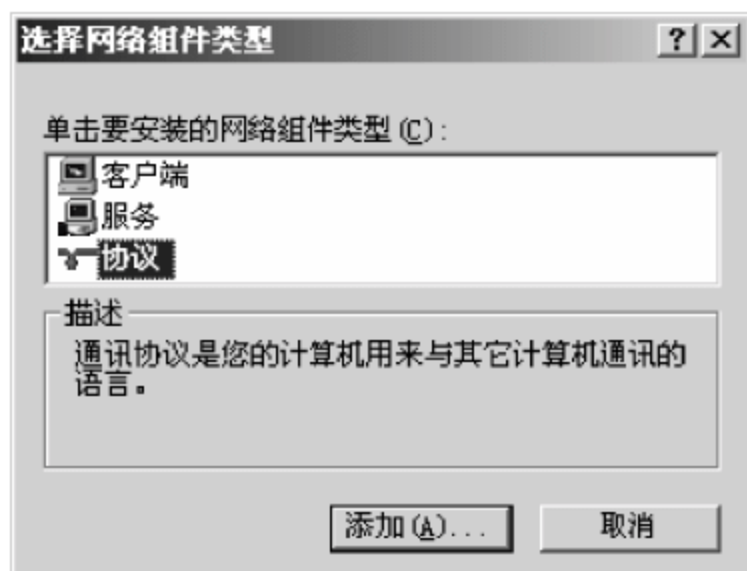 选择网络组件类型
单击要安装的网络组件类型(C):
客户端
服务
协议
描述
通讯协议是您的计算机用来与其它计算机通讯的
语言。
添加(A)... 取消